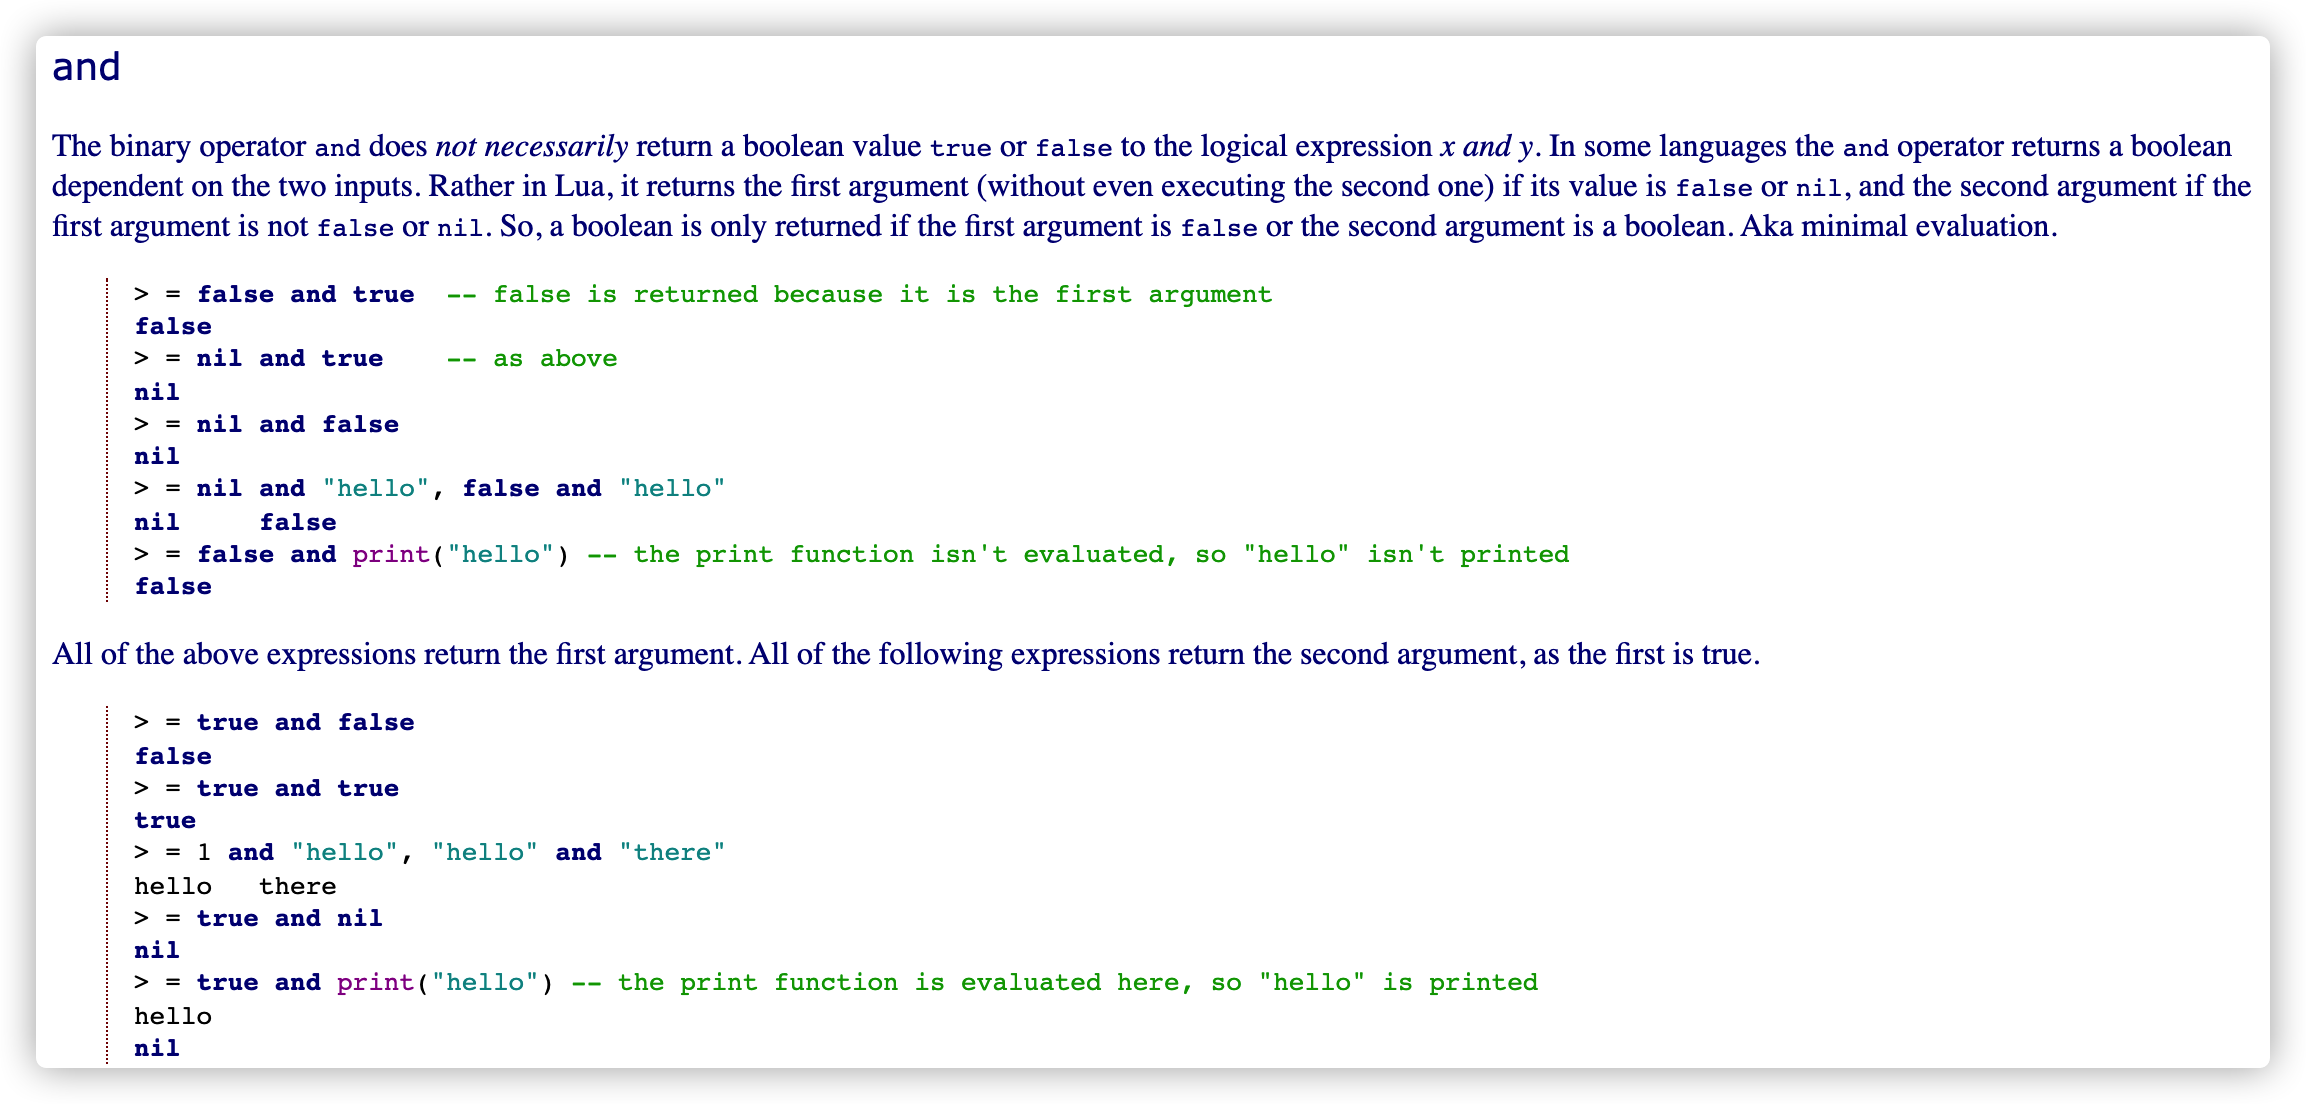 and
The binary operator and does not necessarily return a boolean value true or false to the logical expression x and y. In some languages the and operator returns a boolean
dependent on the two inputs. Rather in Lua, it returns the first argument (without even executing the second one) if its value is false or nil, and the second argument if the
first argument is not false or nil. So, a boolean is only returned if the first argument is false or the second argument is a boolean. Aka minimal evaluation.
> = false and true  -- false is returned because it is the first argument
false
> = nil and true    -- as above
nil
> = nil and false
nil
> = nil and "hello", false and "hello"
nil     false
> = false and print("hello") -- the print function isn't evaluated, so "hello" isn't printed
false
All of the above expressions return the first argument. All of the following expressions return the second argument, as the first is true.
> = true and false
false
> = true and true
true
> = 1 and "hello", "hello" and "there"
hello   there
> = true and nil
nil
> = true and print("hello") -- the print function is evaluated here, so "hello" is printed
hello
nil